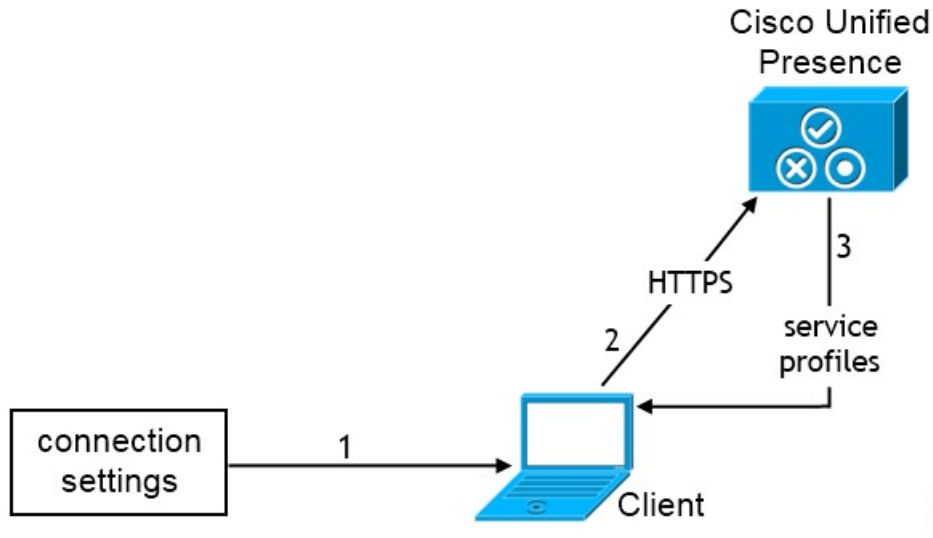 Cisco Unified
Presence
3
HTTPS
service
profiles
2
connection
settings
1
Client